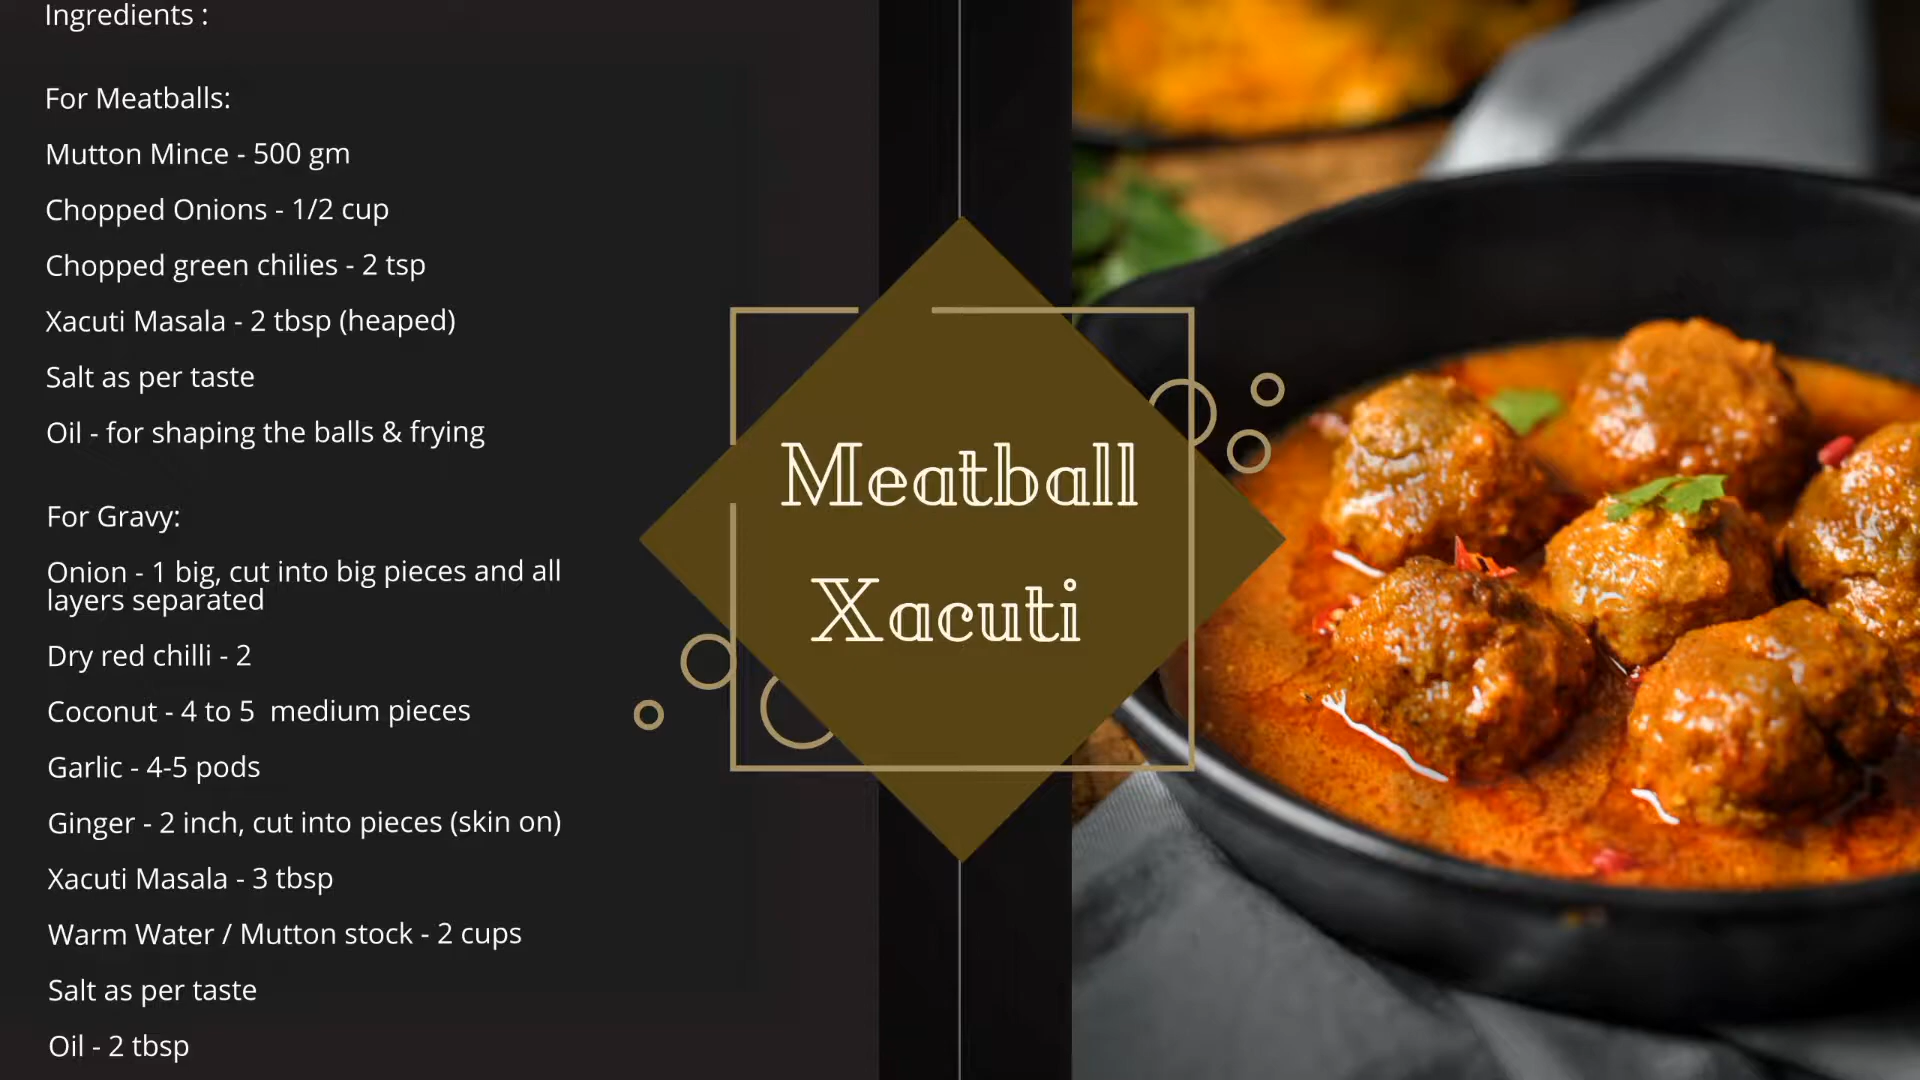 Ingredients :
For Meatballs:
Mutton Mince - 500 gm
Chopped Onions - 1/2 cup
Chopped green chilies - 2 tsp
Xacuti Masala - 2 tbsp (heaped)
Salt as per taste
Oil - for shaping the balls & frying
For Gravy:
Onion - 1 big, cut into big pieces and all
layers separated
Dry red chilli - 2
Coconut - 4 to 5  medium pieces
Garlic - 4-5 pods
Ginger - 2 inch, cut into pieces (skin on)
Xacuti Masala - 3 tbsp
Warm Water / Mutton stock - 2 cups
Salt as per taste
Oil - 2 tbsp
Meatball
Xacuti